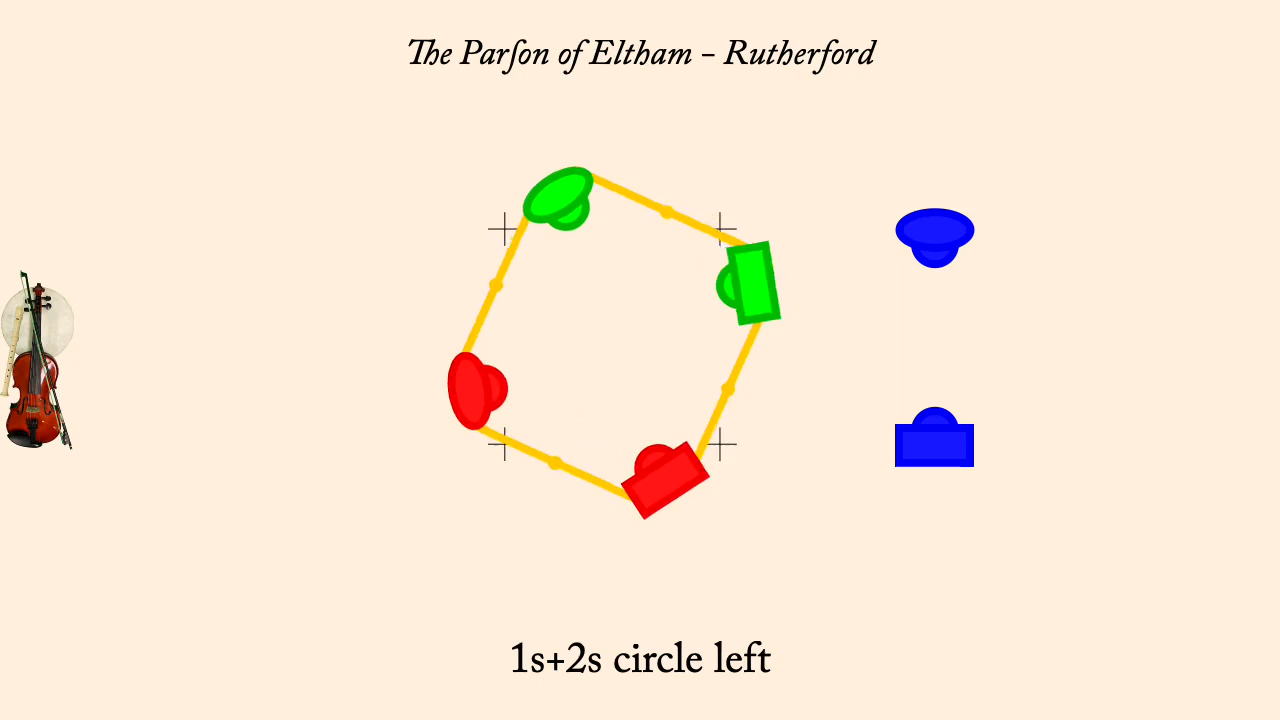 The Parſon of Eltham – Rutherford
1s+2s circle left